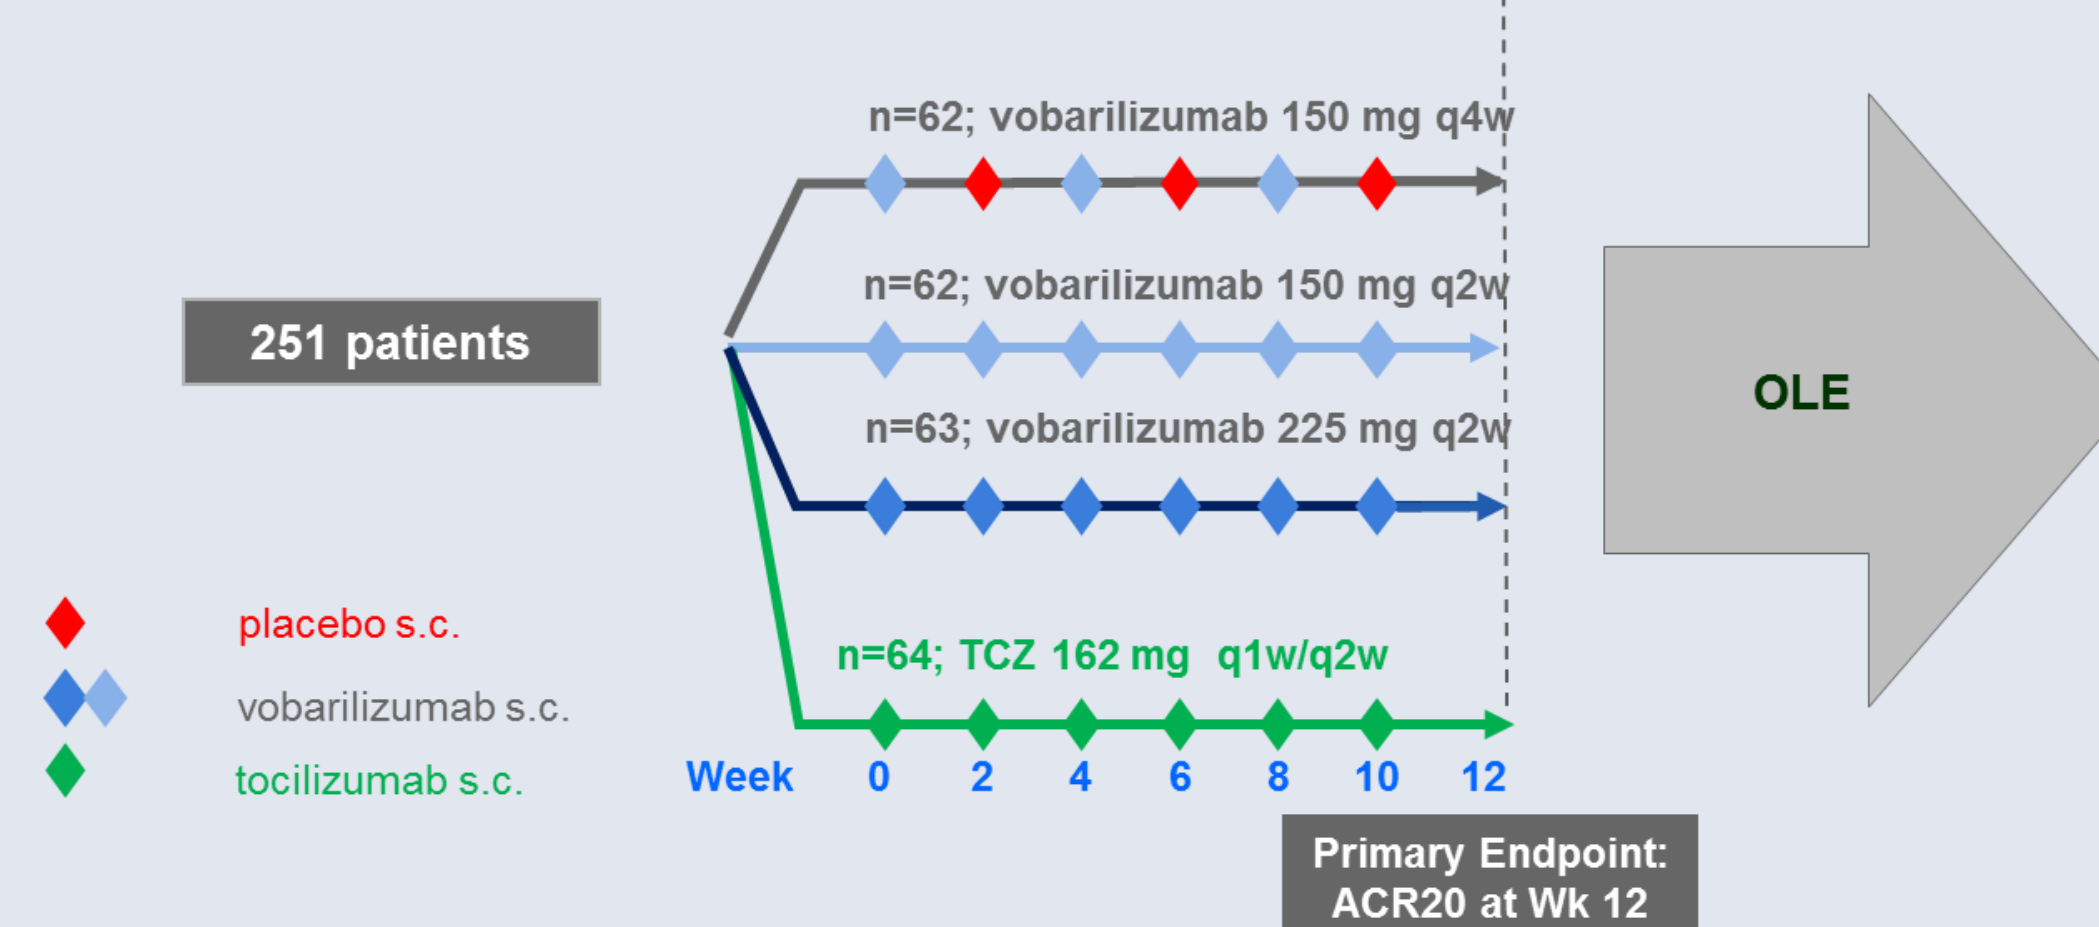 n=62; vobarilizumab 150 mg q4w
n=62; vobarilizumab 150 mg q2w
251 patients
OLE
n=63; vobarilizumab 225 mg q2w
placebo s.c.
n=64; TCZ 162 mg q1w/q2w
vobarilizumab s.c.
tocilizumab s.c.
Week 0 2 4 6 8 10 12
Primary Endpoint:
ACR20 at Wk 12